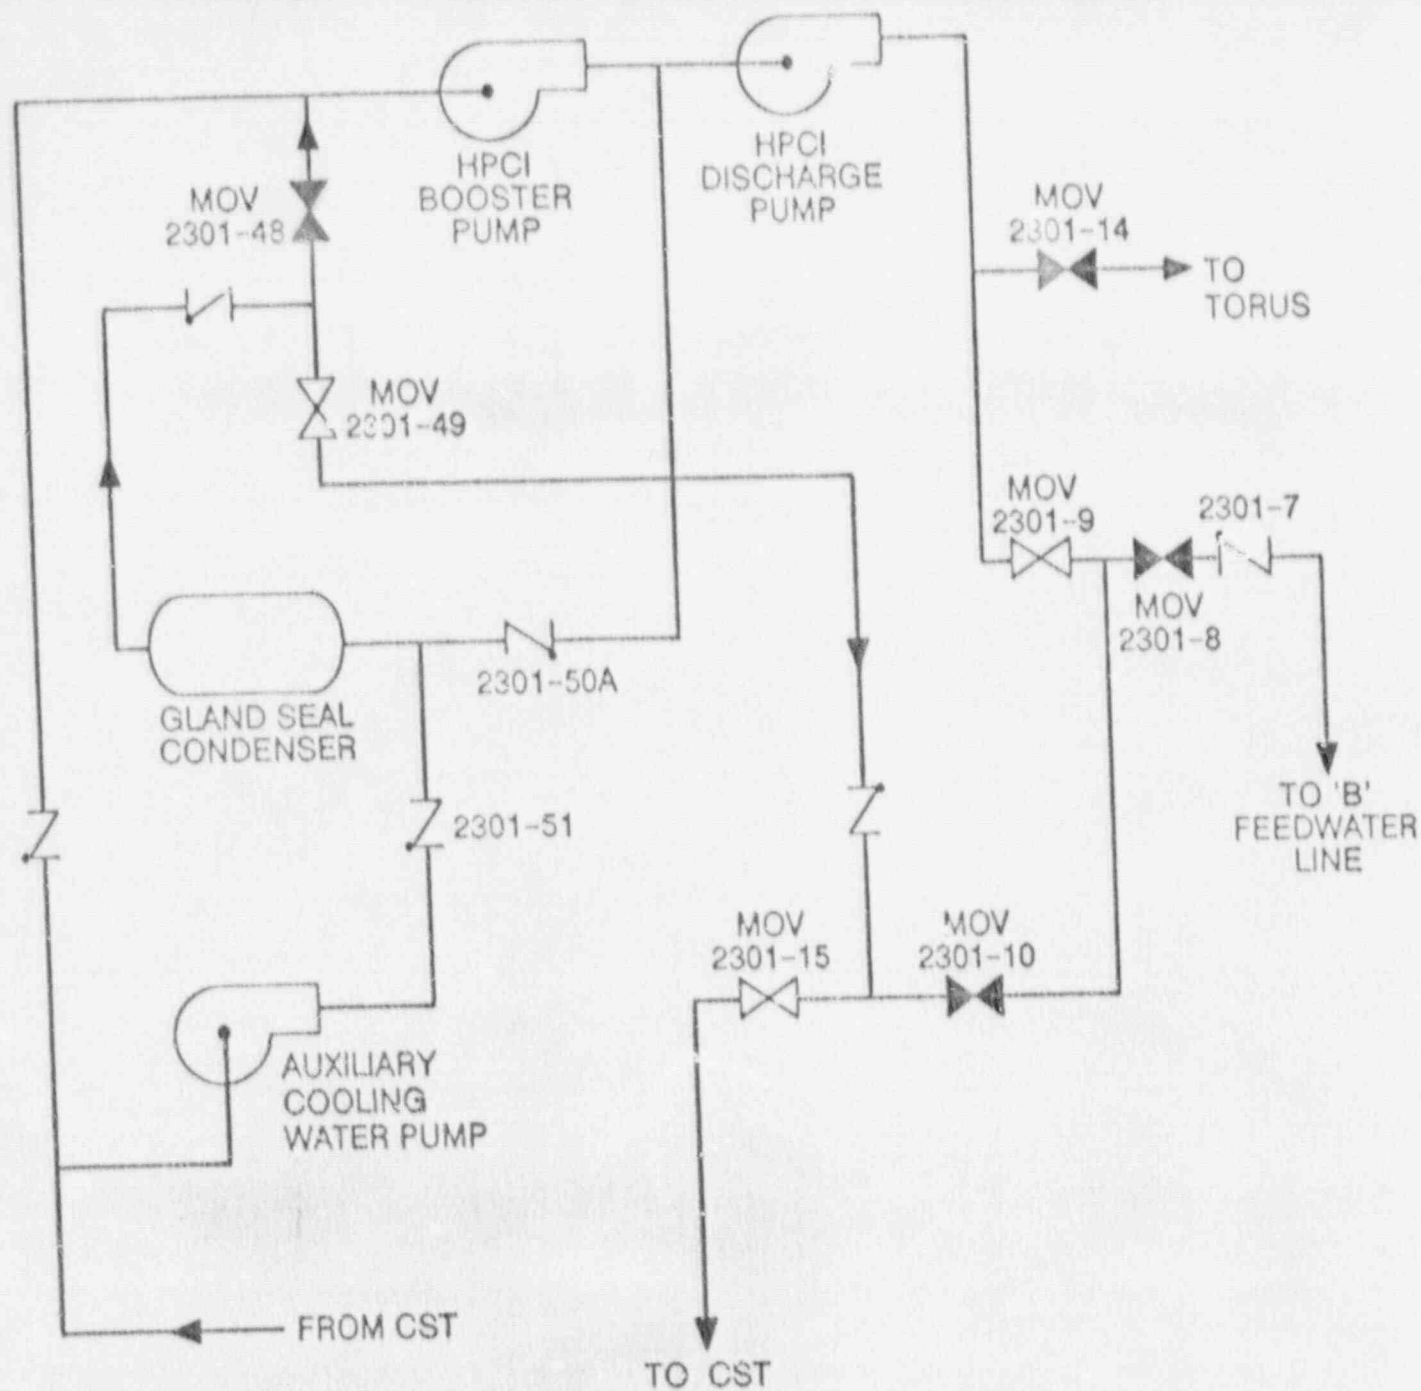 HPCI
BOOSTER
PUMP
HPCI
DISCHARGE
PUMP
MOV
2301-48
MOV
2301-14
TO
TORUS
MOV
2301-49
MOV
2301-9
2301-7
MOV
2301-8
2301-50A
GLAND SEAL
CONDENSER
TO 'B'
FEEDWATER
LINE
2301-51
MOV
2301-15
MOV
2301-10
AUXILIARY
COOLING
WATER PUMP
FROM CST
TO CST